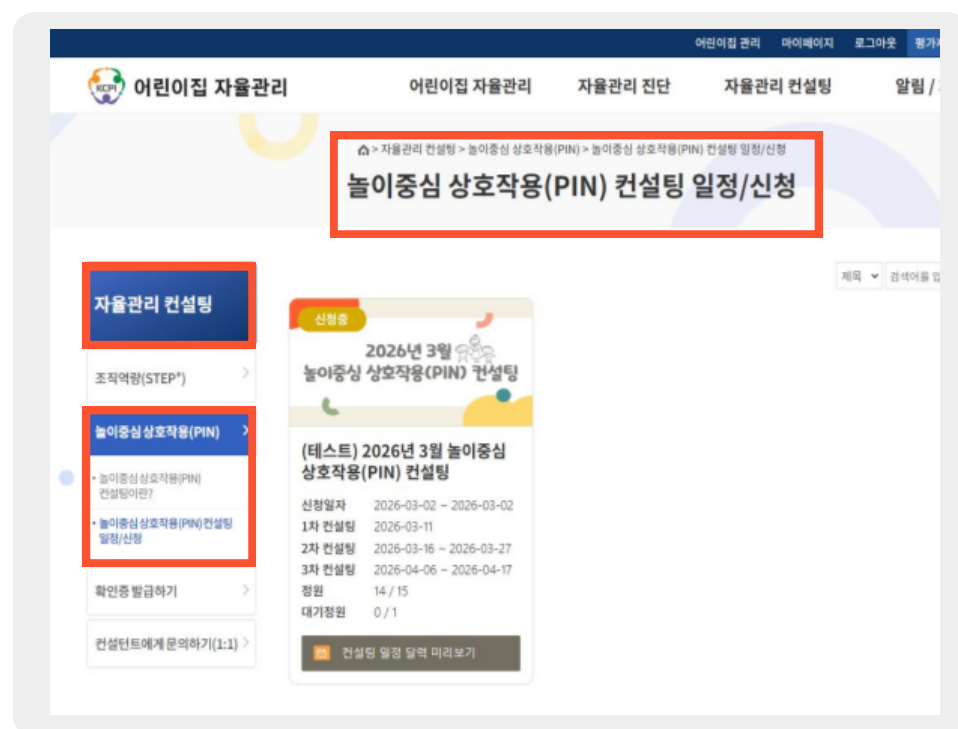 어린이집 관리 마이페이지 로그아웃
KCPI 어린이집 자율관리 어린이집 자율관리 자율관리 진단 자율관리 컨설팅 알림 /
> 자율관리 컨설팅 > 놀이중심 상호작용(PIN) > 놀이중심 상호작용(PIN) 컨설팅 일정/신청
놀이중심 상호작용(PIN) 컨설팅 일정/신청
제목 검색어를
자율관리 컨설팅
조직역량(STEP⁺)
놀이중심 상호작용(PIN)
• 놀이중심 상호작용(PIN)
컨설팅이란?
• 놀이중심 상호작용(PIN) 컨설팅
일정/신청
확인증 발급하기
컨설턴트에게 문의하기(1:1)
신청중
2026년 3월
놀이중심 상호작용(PIN) 컨설팅
(테스트) 2026년 3월 놀이중심
상호작용(PIN) 컨설팅
신청일자 2026-03-02 ~ 2026-03-02
1차 컨설팅 2026-03-11
2차 컨설팅 2026-03-16 ~ 2026-03-27
3차 컨설팅 2026-04-06 ~ 2026-04-17
정원 14 / 15
대기정원 0 / 1
컨설팅 일정 달력 미리보기